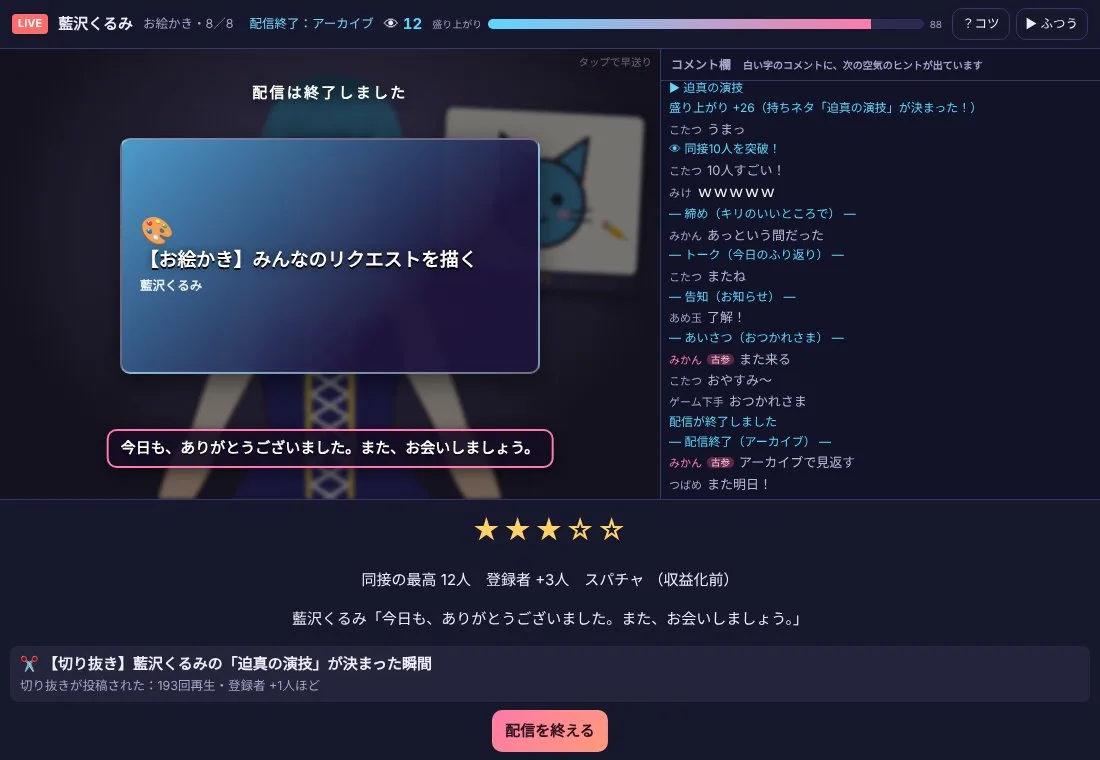 LIVE 藍沢くるみ お絵かき・8／8 配信終了：アーカイブ 12 盛り上がり 88 ？コツ ▶ ふつう
タップで早送り
配信は終了しました
【お絵かき】みんなのリクエストを描く
藍沢くるみ
今日も、ありがとうございました。また、お会いしましょう。
コメント欄 白い字のコメントに、次の空気のヒントが出ています
▶ 迫真の演技
盛り上がり +26（持ちネタ「迫真の演技」が決まった！）
こたつ うまっ
同接10人を突破！
こたつ 10人すごい！
みけ ｗｗｗｗｗ
― 締め（キリのいいところで） ―
みかん あっという間だった
― トーク（今日のふり返り） ―
こたつ またね
― 告知（お知らせ） ―
あめ玉 了解！
― あいさつ（おつかれさま） ―
みかん 古参 また来る
こたつ おやすみ〜
ゲーム下手 おつかれさま
配信が終了しました
― 配信終了（アーカイブ） ―
みかん 古参 アーカイブで見返す
つばめ また明日！
★★★☆☆
同接の最高 12人 登録者 +3人 スパチャ （収益化前）
藍沢くるみ「今日も、ありがとうございました。また、お会いしましょう。」
【切り抜き】藍沢くるみの「迫真の演技」が決まった瞬間
切り抜きが投稿された：193回再生・登録者 +1人ほど
配信を終える